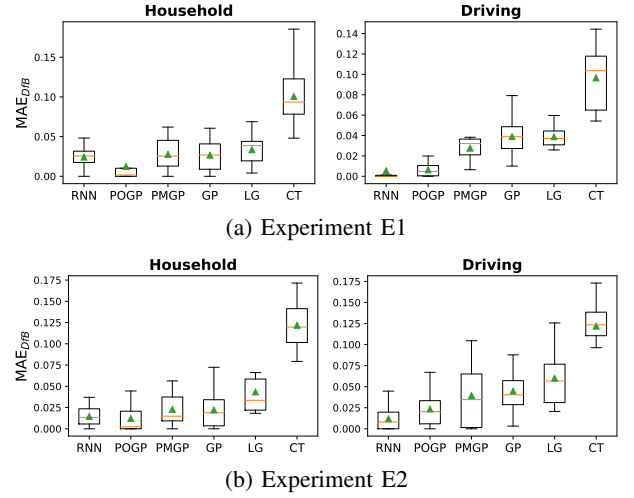 Household
Driving
MAE_DfB
0.15
0.10
0.05
0.00
0.14
0.12
0.10
0.08
0.06
0.04
0.02
0.00
RNN POGP PMGP GP LG CT
RNN POGP PMGP GP LG CT
(a) Experiment E1
Household
Driving
MAE_DfB
0.175
0.150
0.125
0.100
0.075
0.050
0.025
0.000
0.175
0.150
0.125
0.100
0.075
0.050
0.025
0.000
RNN POGP PMGP GP LG CT
RNN POGP PMGP GP LG CT
(b) Experiment E2